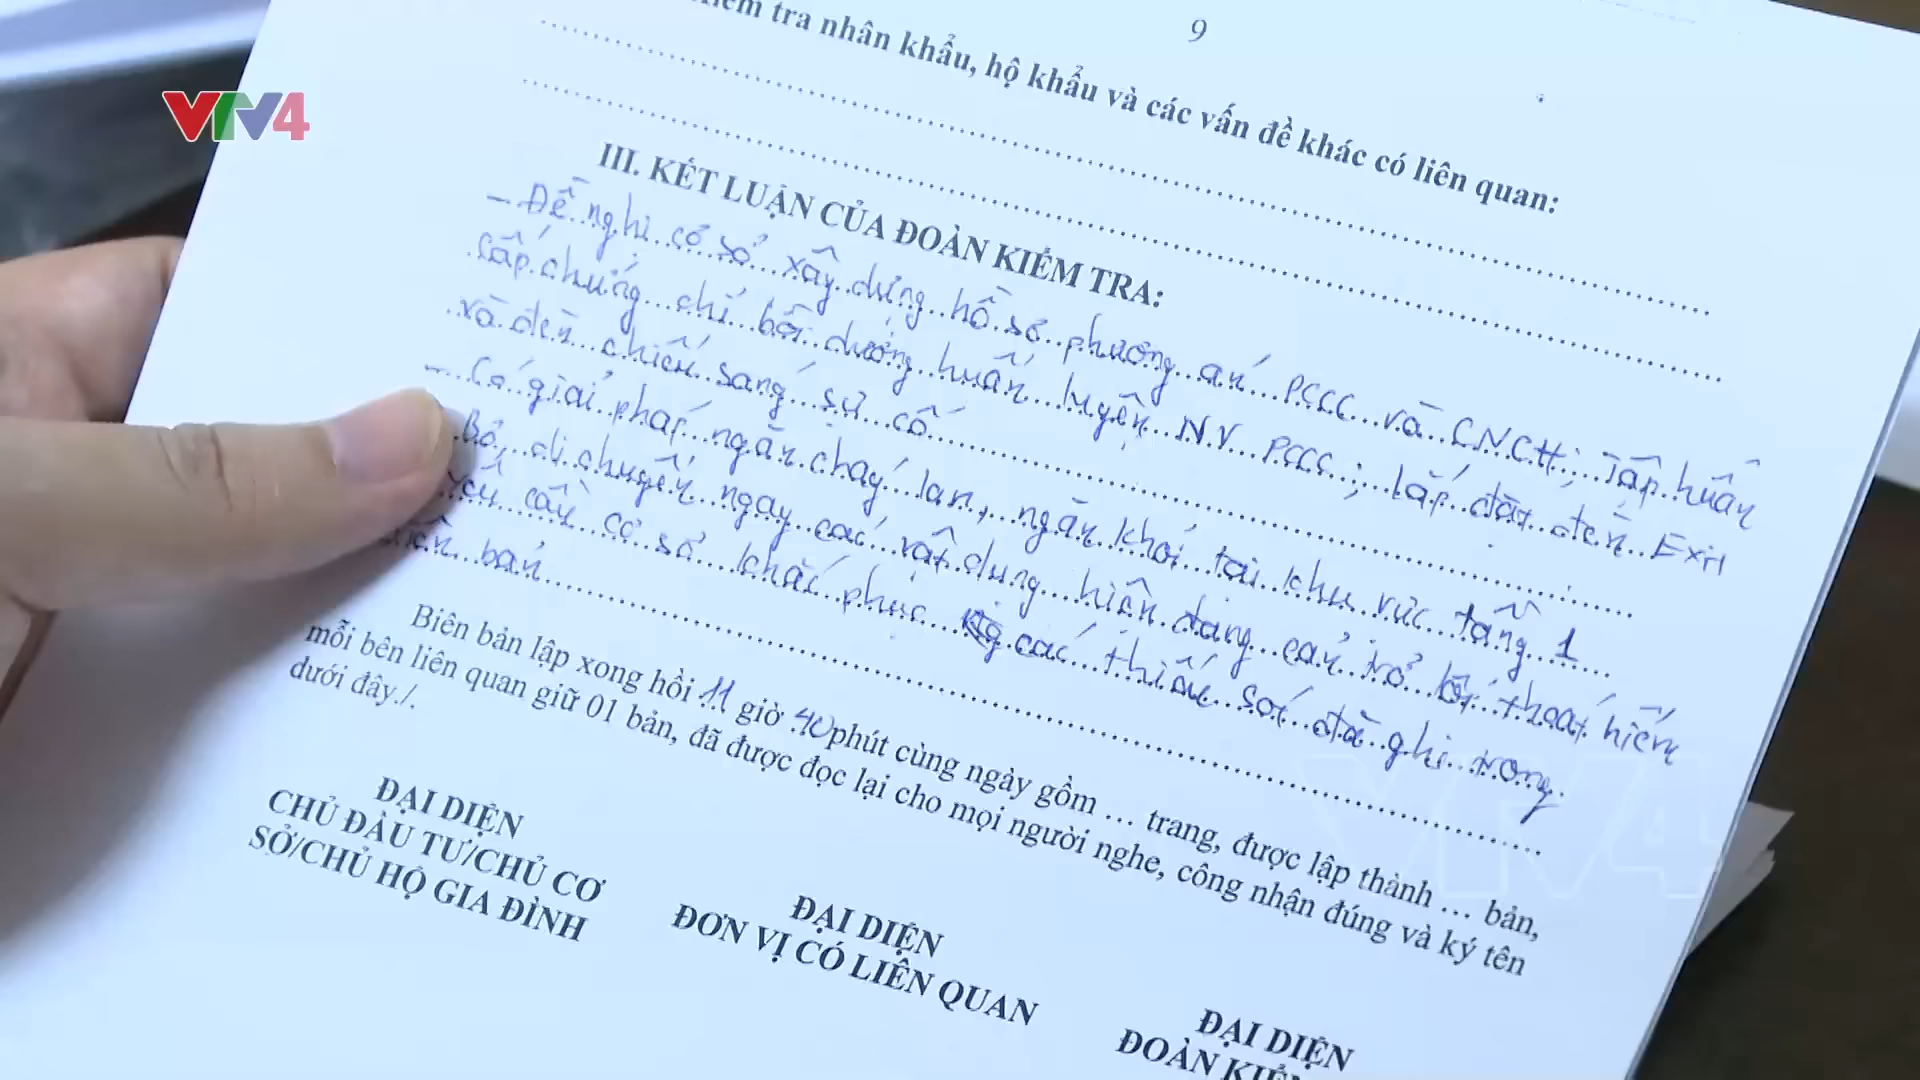 VTV4
9
tra nhân khẩu, hộ khẩu và các vấn đề khác có liên quan:
III. KẾT LUẬN CỦA ĐOÀN KIỂM TRA:
- Đề nghị cơ sở xây dựng hồ sơ phương án PCCC và CNCH; Tập huấn
cấp chứng chỉ bồi dưỡng huấn luyện NV PCCC; lắp đặt đèn Exit
và đèn chiếu sáng sự cố
- Có giải pháp ngăn cháy lan, ngăn khói tại khu vực tầng 1
Bỏ di chuyển ngay các vật dụng hiện đang cản trở lối thoát hiểm
yêu cầu cơ sở khắc phục các thiếu sót đã ghi trong
biên bản
Biên bản lập xong hồi 11 giờ 40 phút cùng ngày gồm ... trang, được lập thành ... bản,
mỗi bên liên quan giữ 01 bản, đã được đọc lại cho mọi người nghe, công nhận đúng và ký tên
dưới đây./.
ĐẠI DIỆN
CHỦ ĐẦU TƯ/CHỦ CƠ
SỞ/CHỦ HỘ GIA ĐÌNH
ĐẠI DIỆN
ĐƠN VỊ CÓ LIÊN QUAN
ĐẠI DIỆN
ĐOÀN KIỂM
VTV4